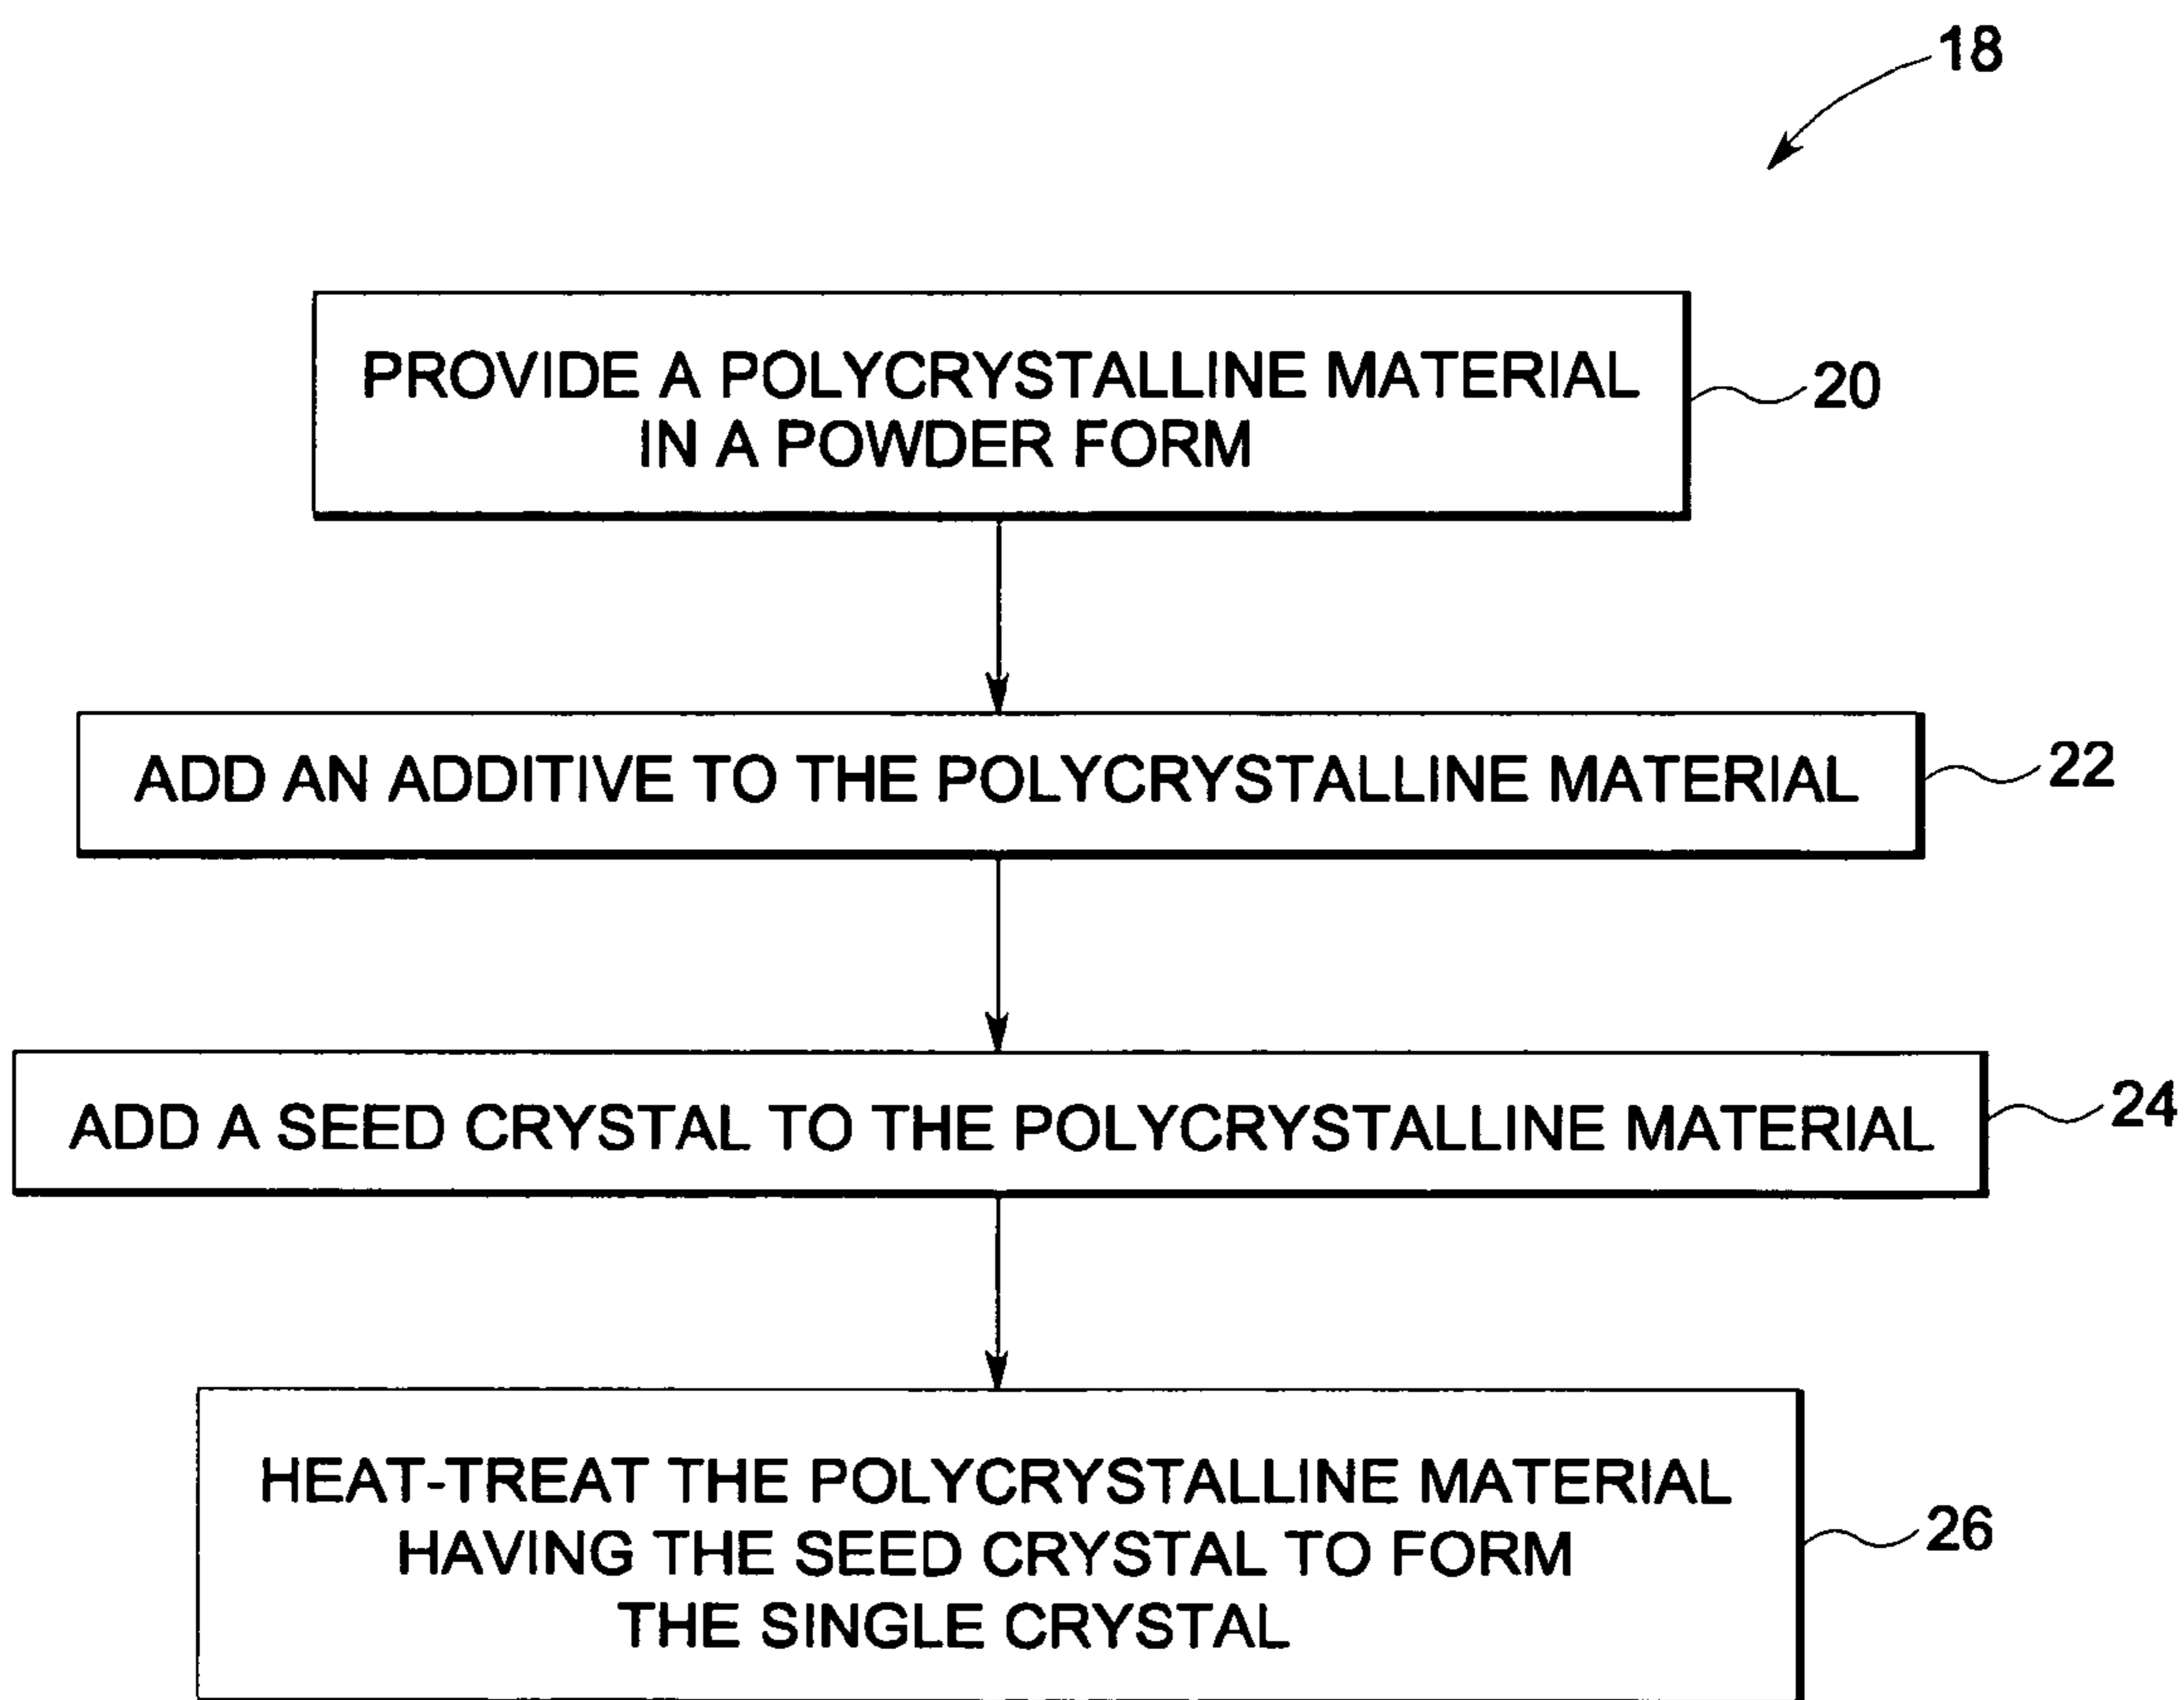 18
PROVIDE A POLYCRYSTALLINE MATERIAL
IN A POWDER FORM
20
ADD AN ADDITIVE TO THE POLYCRYSTALLINE MATERIAL
22
ADD A SEED CRYSTAL TO THE POLYCRYSTALLINE MATERIAL
24
HEAT-TREAT THE POLYCRYSTALLINE MATERIAL
HAVING THE SEED CRYSTAL TO FORM
THE SINGLE CRYSTAL
26